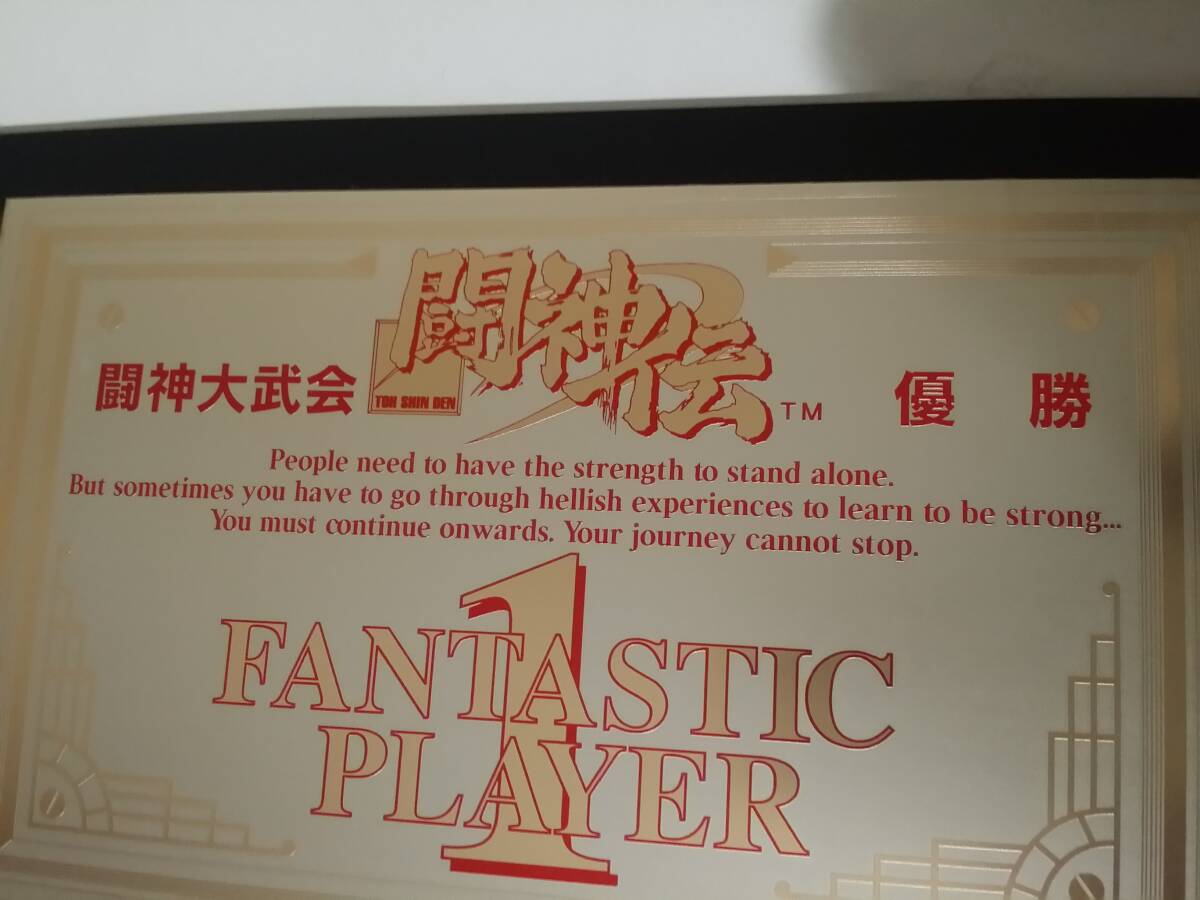 闘神伝
TOH SHIN DEN
TM
闘神大武会
優勝
People need to have the strength to stand alone.
But sometimes you have to go through hellish experiences to learn to be strong...
You must continue onwards. Your journey cannot stop.
1
FANTASTIC
PLAYER